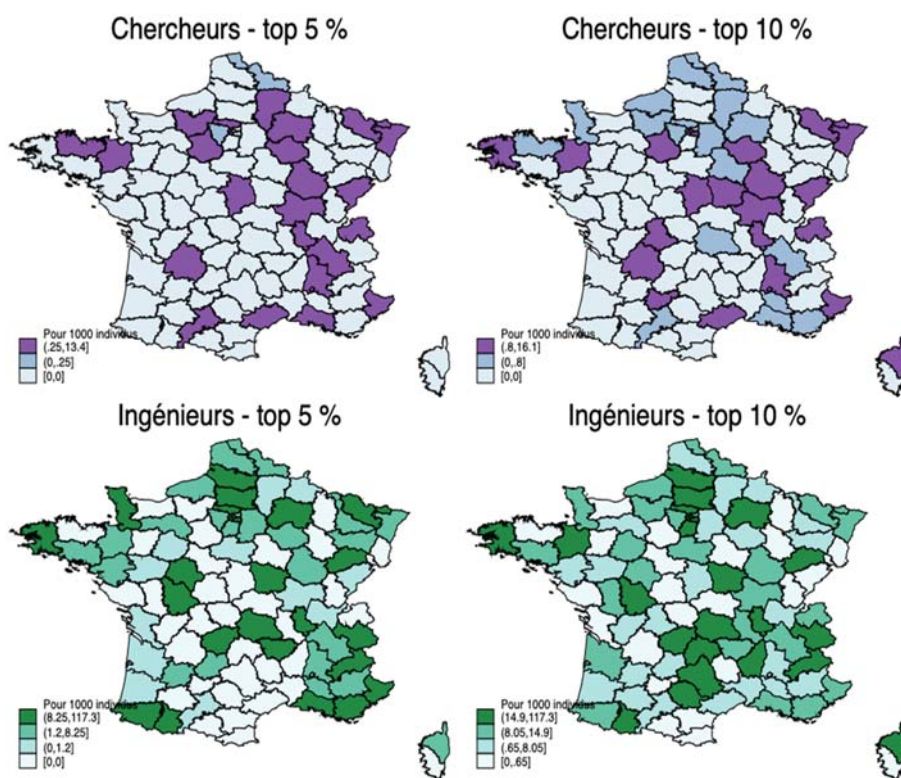 Chercheurs - top 5 %
Chercheurs - top 10 %
Pour 1000 individus
(.25,13.4]
(0,.25]
[0,0]
Pour 1000 individus
(.8,16.1]
(0,.8]
[0,0]
Ingénieurs - top 5 %
Ingénieurs - top 10 %
Pour 1000 individus
(8.25,117.3]
(1.2,8.25]
(0,1.2]
[0,0]
Pour 1000 individus
(14.9,117.3]
(8.05,14.9]
(.65,8.05]
[0,.65]